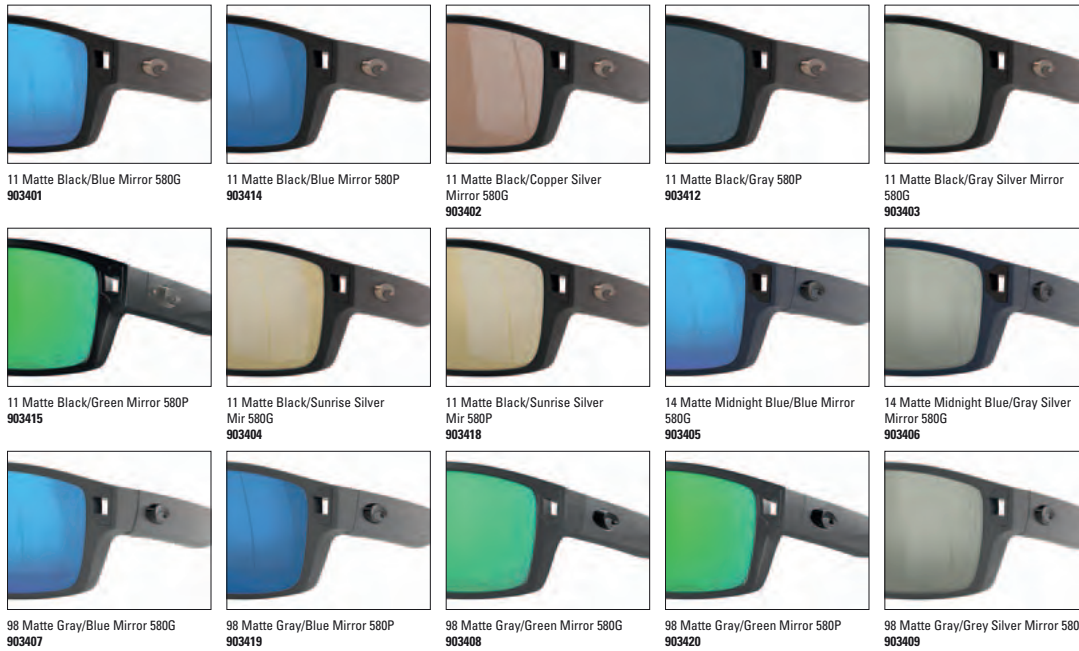 11 Matte Black/Blue Mirror 580G
903401
11 Matte Black/Blue Mirror 580P
903414
11 Matte Black/Copper Silver
Mirror 580G
903402
11 Matte Black/Gray 580P
903412
11 Matte Black/Gray Silver Mirror
580G
903403
11 Matte Black/Green Mirror 580P
903415
11 Matte Black/Sunrise Silver
Mir 580G
903404
11 Matte Black/Sunrise Silver
Mir 580P
903418
14 Matte Midnight Blue/Blue Mirror
580G
903405
14 Matte Midnight Blue/Gray Silver
Mirror 580G
903406
98 Matte Gray/Blue Mirror 580G
903407
98 Matte Gray/Blue Mirror 580P
903419
98 Matte Gray/Green Mirror 580G
903408
98 Matte Gray/Green Mirror 580P
903420
98 Matte Gray/Grey Silver Mirror 580
903409